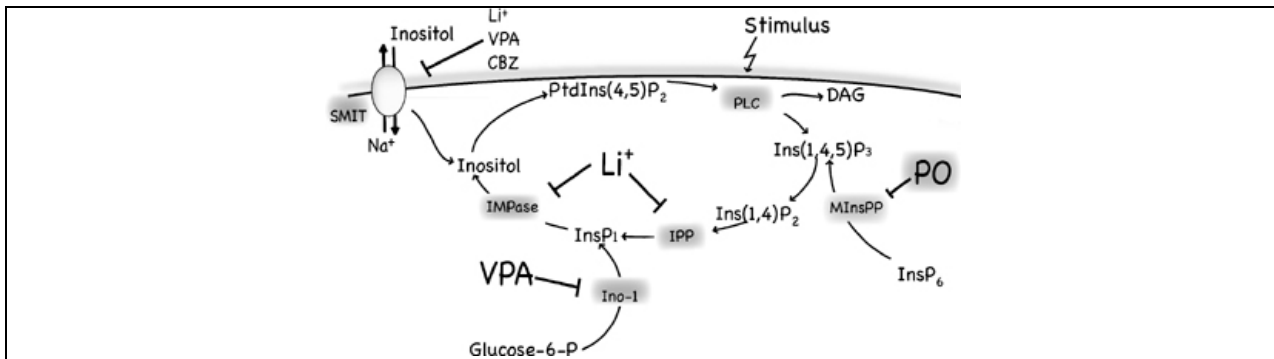 Inositol
Li⁺
VPA
CBZ
Stimulus
SMIT
Na⁺
PtdIns(4,5)P₂
PLC
DAG
Inositol
Li⁺
Ins(1,4,5)P₃
PO
IMPase
Ins(1,4)P₂
MInsPP
InsP₁
IPP
VPA
Ino-1
InsP₆
Glucose-6-P